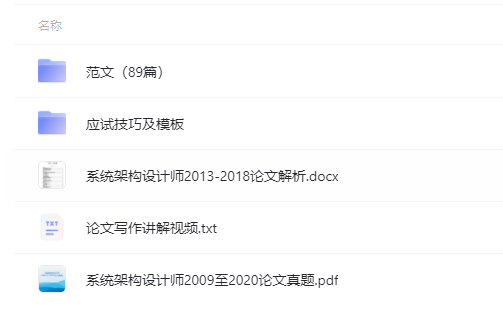 名称
范文（89篇）
应试技巧及模板
系统架构设计师2013-2018论文解析.docx
TXT
论文写作讲解视频.txt
系统架构设计师2009至2020论文真题.pdf